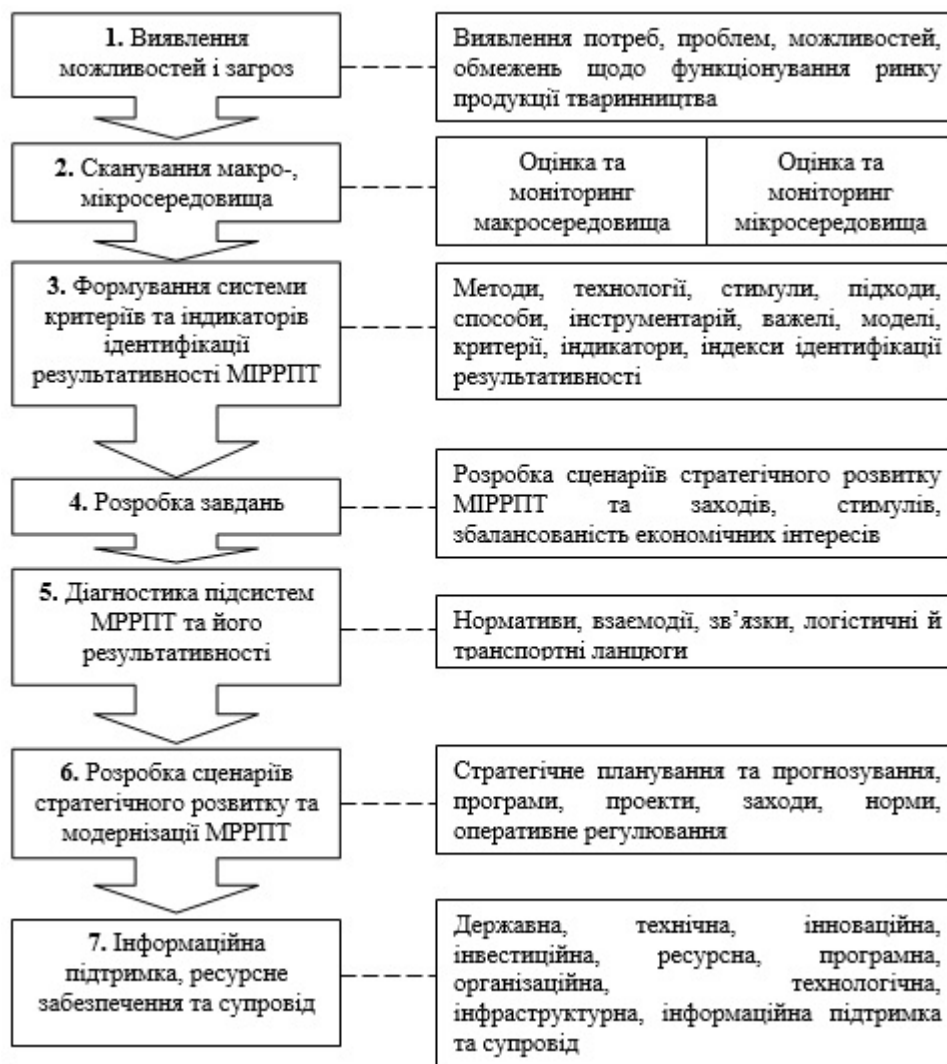 1. Виявлення
можливостей і загроз
Виявлення потреб, проблем, можливостей,
обмежень щодо функціонування ринку
продукції тваринництва
2. Сканування макро-,
мікросередовища
Оцінка та
моніторинг
макросередовища
Оцінка та
моніторинг
мікросередовища
3. Формування системи
критеріїв та індикаторів
ідентифікації
результативності МІРРПТ
Методи, технології, стимули, підходи,
способи, інструментарій, важелі, моделі,
критерії, індикатори, індекси ідентифікації
результативності
4. Розробка завдань
Розробка сценаріїв стратегічного розвитку
МІРРПТ та заходів, стимулів,
збалансованість економічних інтересів
5. Діагностика підсистем
МРРПТ та його
результативності
Нормативи, взаємодії, зв’язки, логістичні й
транспортні ланцюги
6. Розробка сценаріїв
стратегічного розвитку та
модернізації МРРПТ
Стратегічне планування та прогнозування,
програми, проекти, заходи, норми,
оперативне регулювання
7. Інформаційна
підтримка, ресурсне
забезпечення та супровід
Державна, технічна, інноваційна,
інвестиційна, ресурсна, програмна,
організаційна, технологічна,
інфраструктурна, інформаційна підтримка
та супровід